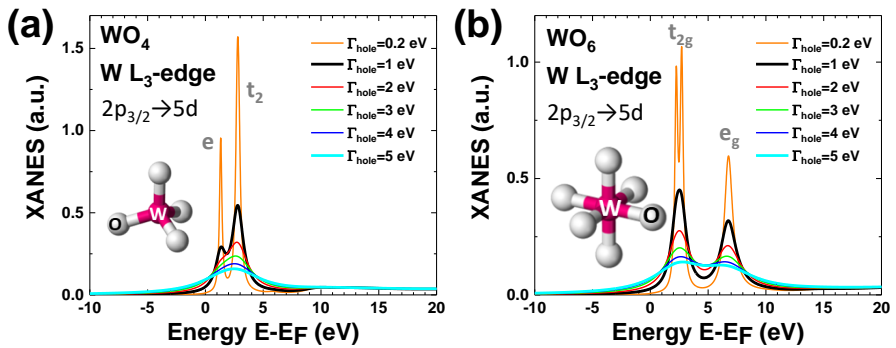 (a)
WO₄
W L₃-edge
2p₃/₂→5d
e
t₂
Γhole=0.2 eV
Γhole=1 eV
Γhole=2 eV
Γhole=3 eV
Γhole=4 eV
Γhole=5 eV
O
W
XANES (a.u.)
1.5
1.0
0.5
0.0
-10
-5
0
5
10
15
20
Energy E-EF (eV)
(b)
WO₆
W L₃-edge
2p₃/₂→5d
t₂g
eg
Γhole=0.2 eV
Γhole=1 eV
Γhole=2 eV
Γhole=3 eV
Γhole=4 eV
Γhole=5 eV
W
O
XANES (a.u.)
1.0
0.5
0.0
-10
-5
0
5
10
15
20
Energy E-EF (eV)